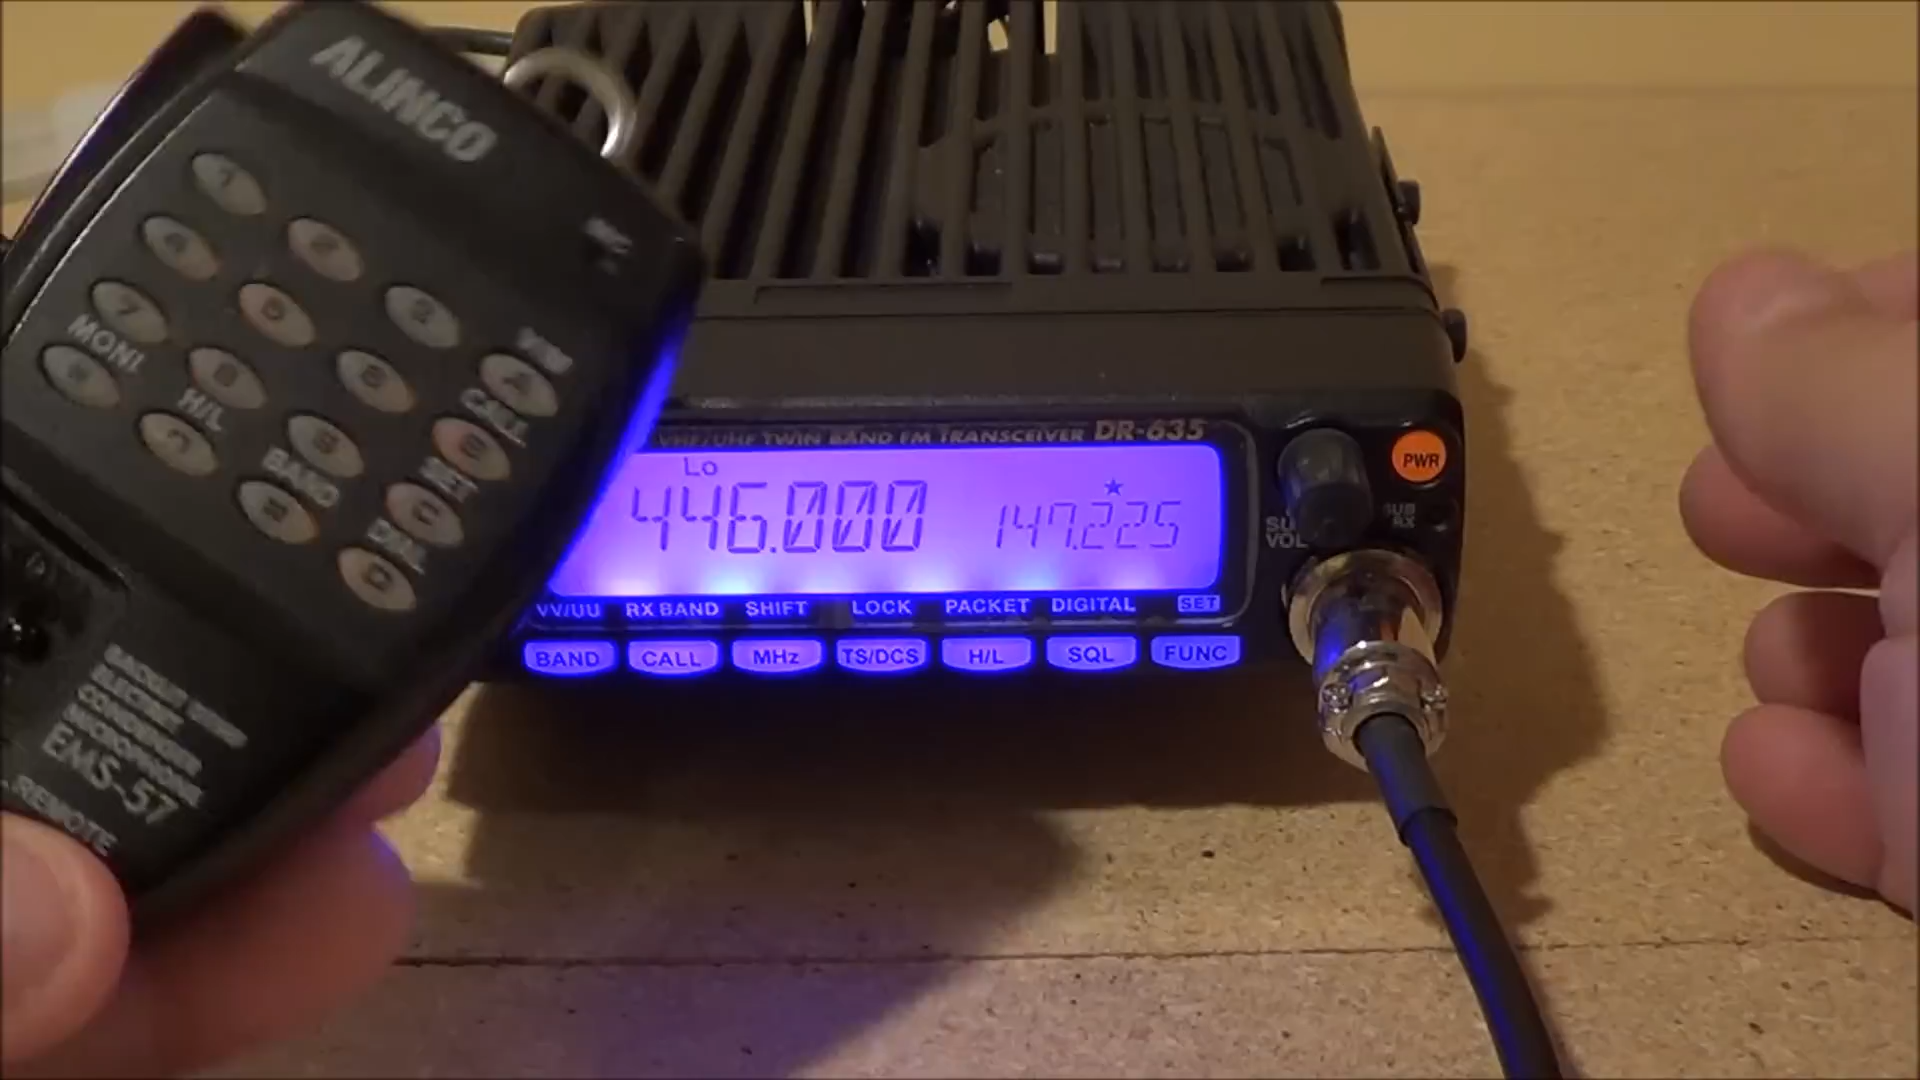 ALINCO
MONI
H/L
BAND
CALL
SET
EMS-57
REMOTE
VHF/UHF TWIN BAND FM TRANSCEIVER DR-635
Lo
446.000
147.225
PWR
SUB
RX
VOL
VV/UU RX BAND SHIFT LOCK PACKET DIGITAL SET
BAND CALL MHz TS/DCS H/L SQL FUNC